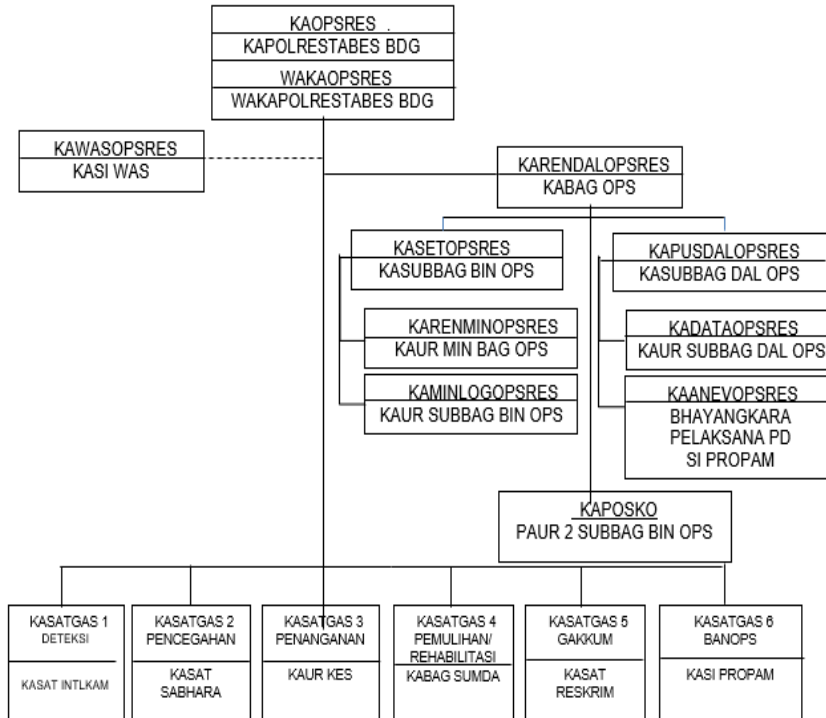 KAOPSRES .
KAPOLRESTABES BDG
WAKAOPSRES
WAKAPOLRESTABES BDG
KAWASOPSRES
KASI WAS
KARENDALOPSRES
KABAG OPS
KASETOPSRES
KASUBBAG BIN OPS
KAPUSDALOPSRES
KASUBBAG DAL OPS
KARENMINOPSRES
KAUR MIN BAG OPS
KADATAOPSRES
KAUR SUBBAG DAL OPS
KAMINLOGOPSRES
KAUR SUBBAG BIN OPS
KAANEVOPSRES
BHAYANGKARA
PELAKSANA PD
SI PROPAM
KAPOSKO
PAUR 2 SUBBAG BIN OPS
KASATGAS 1
DETEKSI
KASAT INTLKAM
KASATGAS 2
PENCEGAHAN
KASAT
SABHARA
KASATGAS 3
PENANGANAN
KAUR KES
KASATGAS 4
PEMULIHAN/
REHABILITASI
KABAG SUMDA
KASATGAS 5
GAKKUM
KASAT
RESKRIM
KASATGAS 6
BANOPS
KASI PROPAM